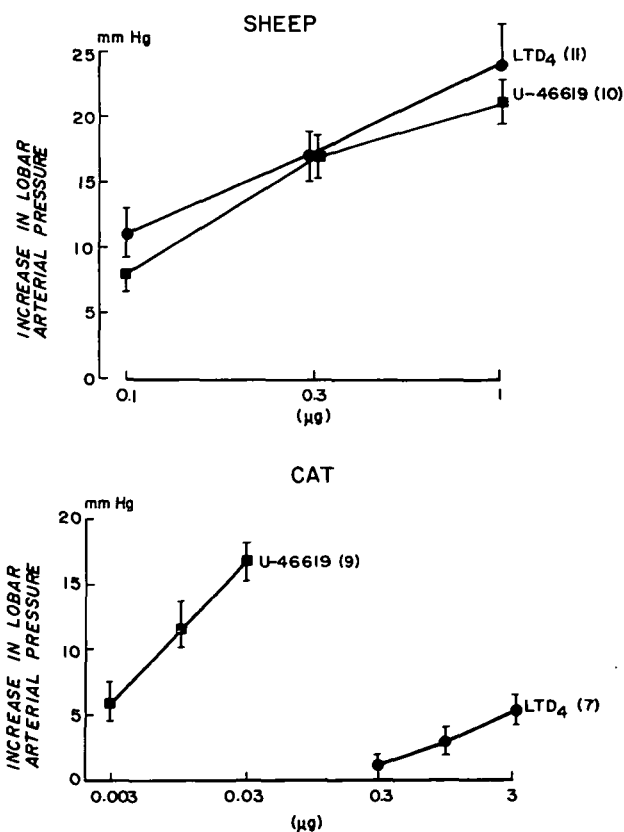 SHEEP
mm Hg
25
20
15
10
5
0
INCREASE IN LOBAR
ARTERIAL PRESSURE
LTD4 (11)
U-46619 (10)
0.1 0.3 1
(µg)
CAT
mm Hg
20
15
10
5
0
INCREASE IN LOBAR
ARTERIAL PRESSURE
U-46619 (9)
LTD4 (7)
0.003 0.03 0.3 3
(µg)